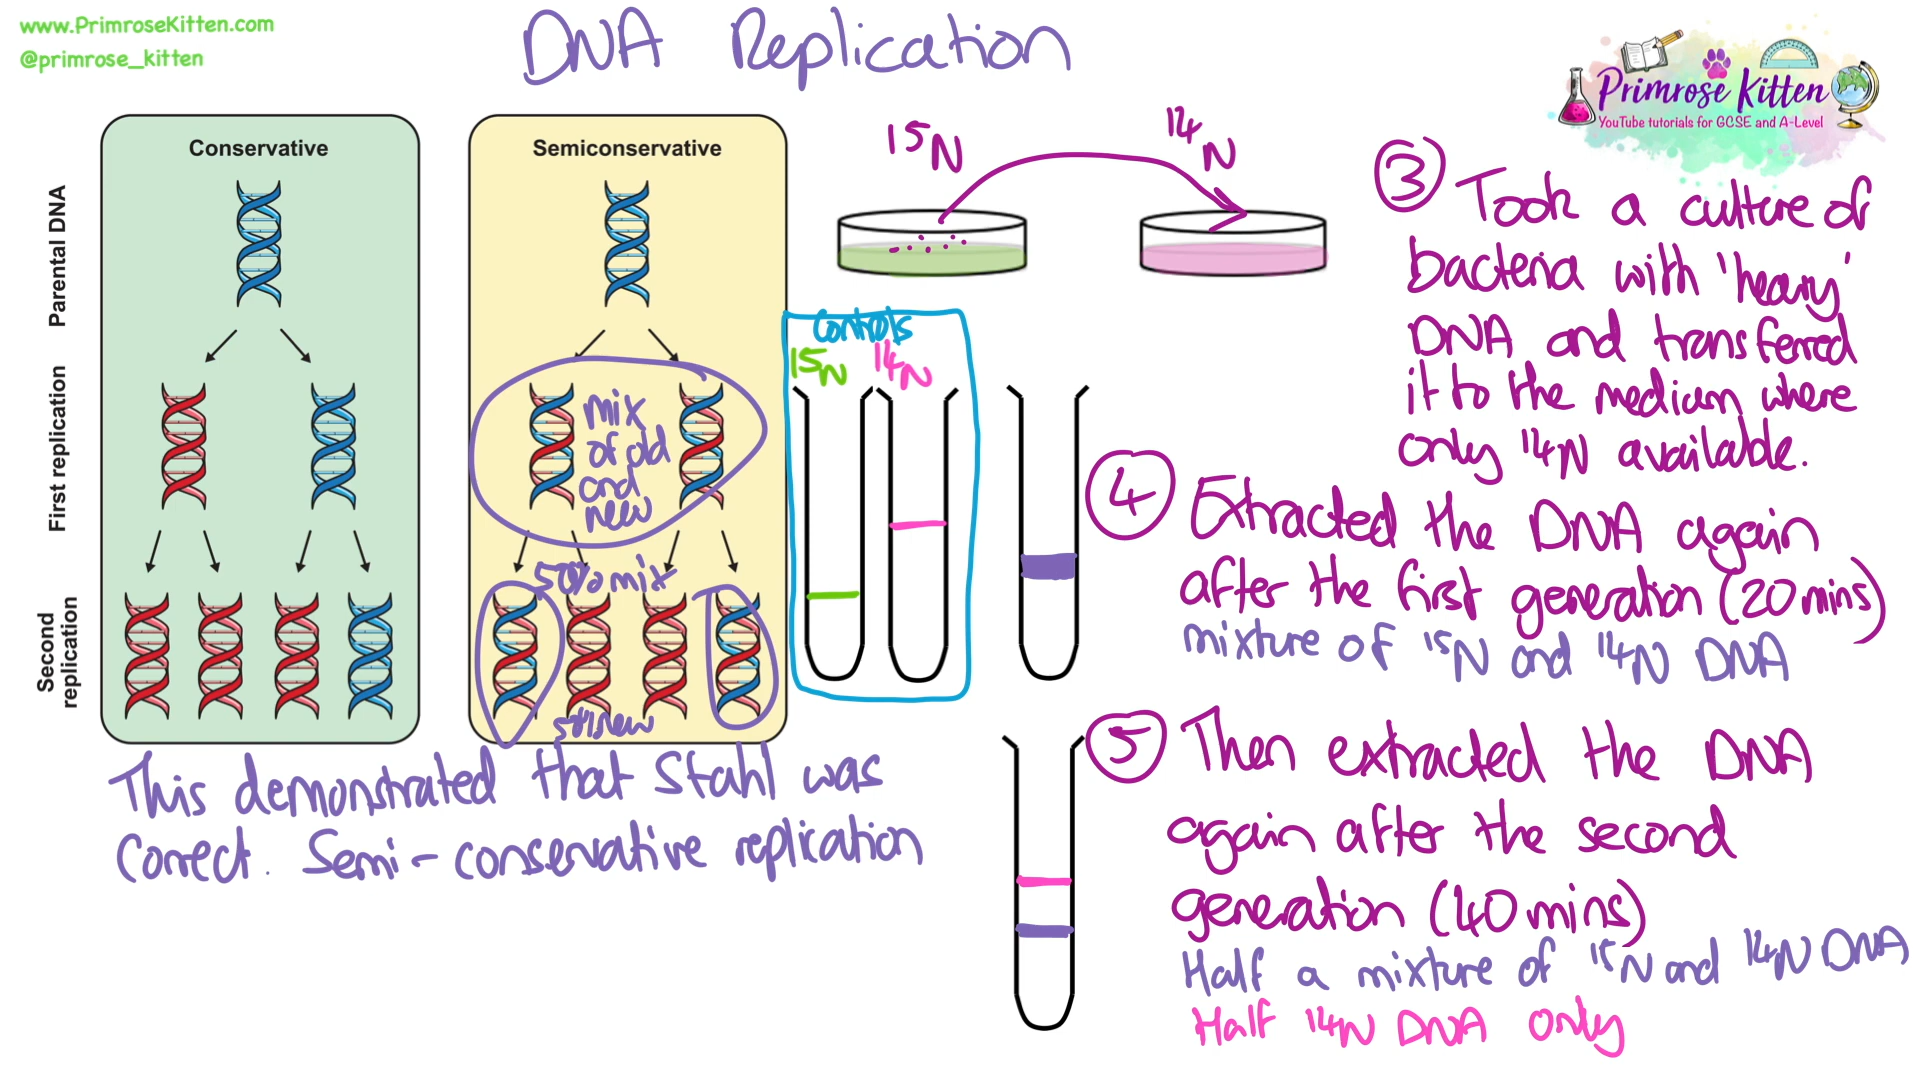 www.PrimroseKitten.com
@primrose_kitten
DNA Replication
Primrose Kitten
YouTube tutorials for GCSE and A-Level
Conservative
Semiconservative
Parental DNA
First replication
Second
replication
mix
of old
and
new
50% mix
50% new
This demonstrated that Stahl was
correct. Semi-conservative replication
15N
14N
Controls
15N 14N
3 Took a culture of
bacteria with 'heavy'
DNA and transferred
it to the medium where
only 14N available.
4 Extracted the DNA again
after the first generation (20 mins)
mixture of 15N and 14N DNA
5 Then extracted the DNA
again after the second
generation (40 mins)
Half a mixture of 15N and 14N DNA
Half 14N DNA only